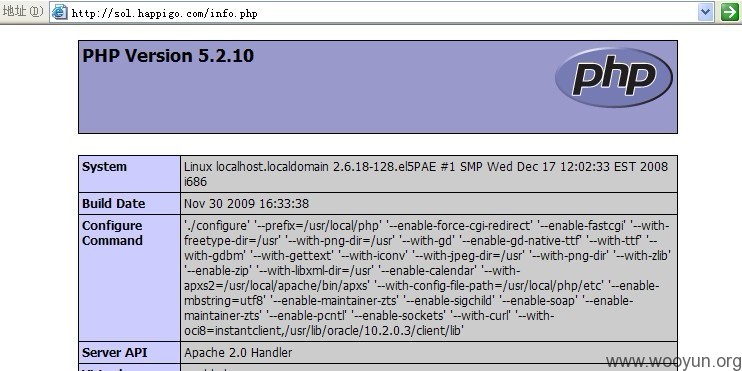 地址(D) http://sol.happigo.com/info.php
PHP Version 5.2.10
php
System
Linux localhost.localdomain 2.6.18-128.el5PAE #1 SMP Wed Dec 17 12:02:33 EST 2008
i686
Build Date
Nov 30 2009 16:33:38
Configure
Command
'./configure' '--prefix=/usr/local/php' '--enable-force-cgi-redirect' '--enable-fastcgi' '--with-
freetype-dir=/usr' '--with-png-dir=/usr' '--with-gd' '--enable-gd-native-ttf' '--with-ttf' '--
with-gdbm' '--with-gettext' '--with-iconv' '--with-jpeg-dir=/usr' '--with-png-dir' '--with-zlib'
'--enable-zip' '--with-libxml-dir=/usr' '--enable-calendar' '--with-
apxs2=/usr/local/apache/bin/apxs' '--with-config-file-path=/usr/local/php/etc' '--enable-
mbstring=utf8' '--enable-maintainer-zts' '--enable-sigchild' '--enable-soap' '--enable-
maintainer-zts' '--enable-pcntl' '--enable-sockets' '--with-curl' '--with-
oci8=instantclient,/usr/lib/oracle/10.2.0.3/client/lib'
Server API
Apache 2.0 Handler
www.wooyun.org